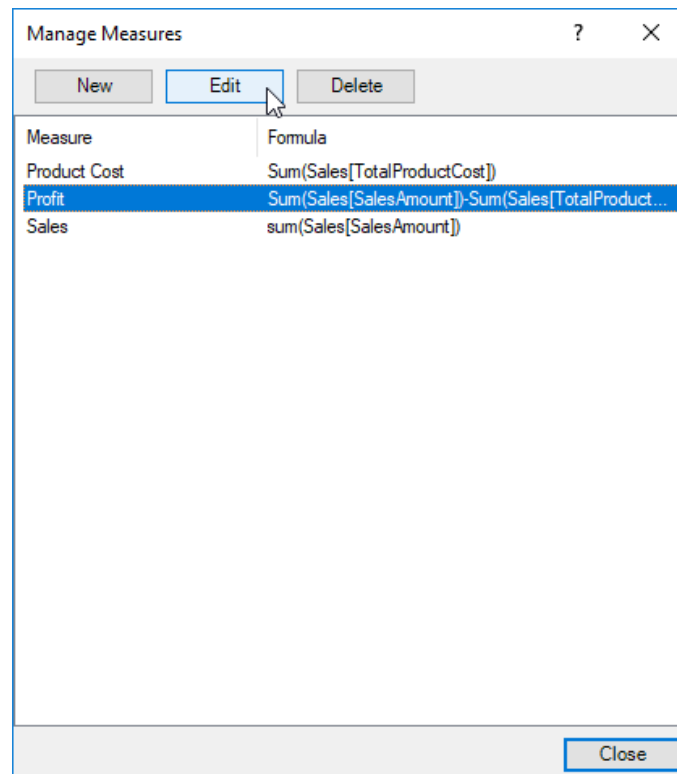 Manage Measures ?
New Edit Delete
Measure Formula
Product Cost Sum(Sales[TotalProductCost])
Profit Sum(Sales[SalesAmount])-Sum(Sales[TotalProduct...
Sales sum(Sales[SalesAmount])
Close